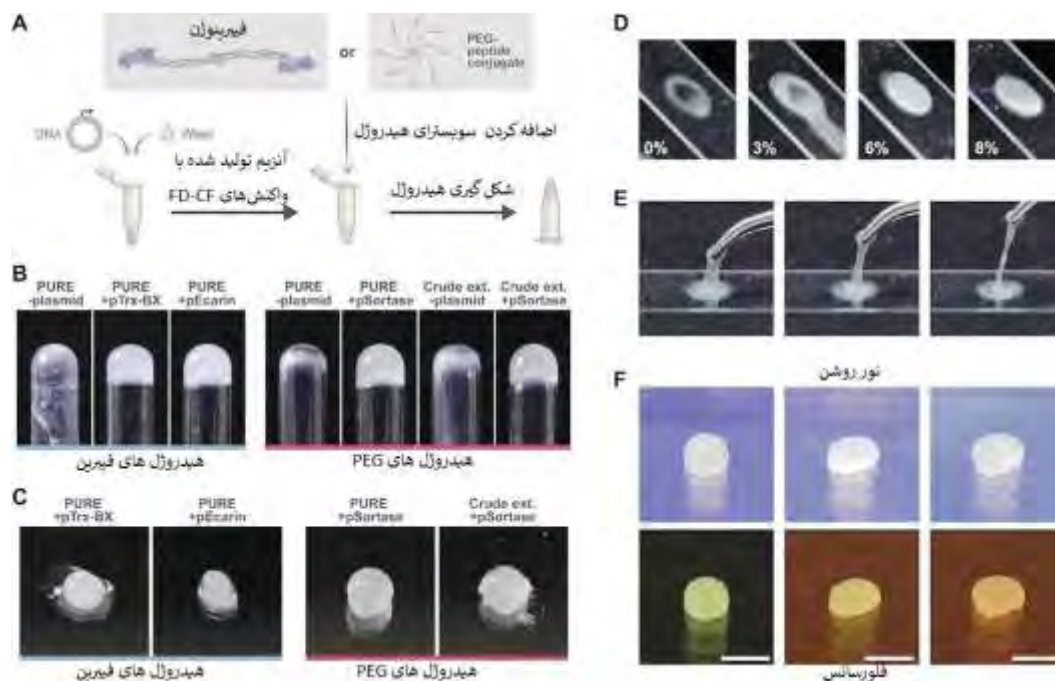 A
فیبرینوژن
or
PEG-
peptide
conjugate
DNA
Water
اضافه کردن سوبسترای هیدروژل
آنزیم تولید شده با
واکنش‌های FD-CF
شکل گیری هیدروژل
B
PURE
-plasmid
PURE
+pTrx-BX
PURE
+pEcarin
PURE
-plasmid
PURE
+pSortase
Crude ext.
-plasmid
Crude ext.
+pSortase
هیدروژل های فیبرین
هیدروژل های PEG
C
PURE
+pTrx-BX
PURE
+pEcarin
PURE
+pSortase
Crude ext.
+pSortase
هیدروژل های فیبرین
هیدروژل های PEG
D
0%
3%
6%
8%
E
F
نور روشن
فلورسانس